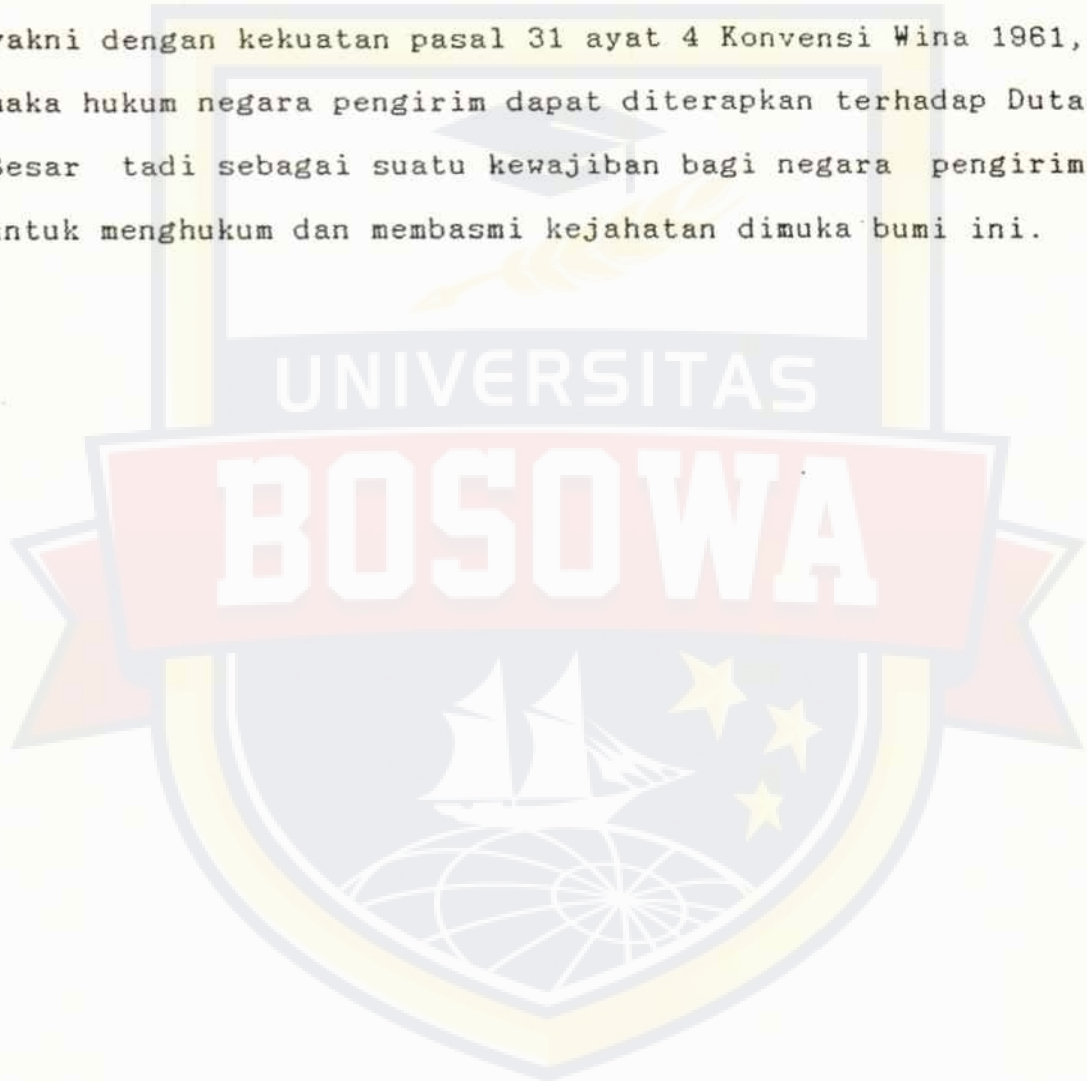 yakni dengan kekuatan pasal 31 ayat 4 Konvensi Wina 1961,
maka hukum negara pengirim dapat diterapkan terhadap Duta
Besar tadi sebagai suatu kewajiban bagi negara pengirim
untuk menghukum dan membasmi kejahatan dimuka bumi ini.
UNIVERSITAS
BOSOWA